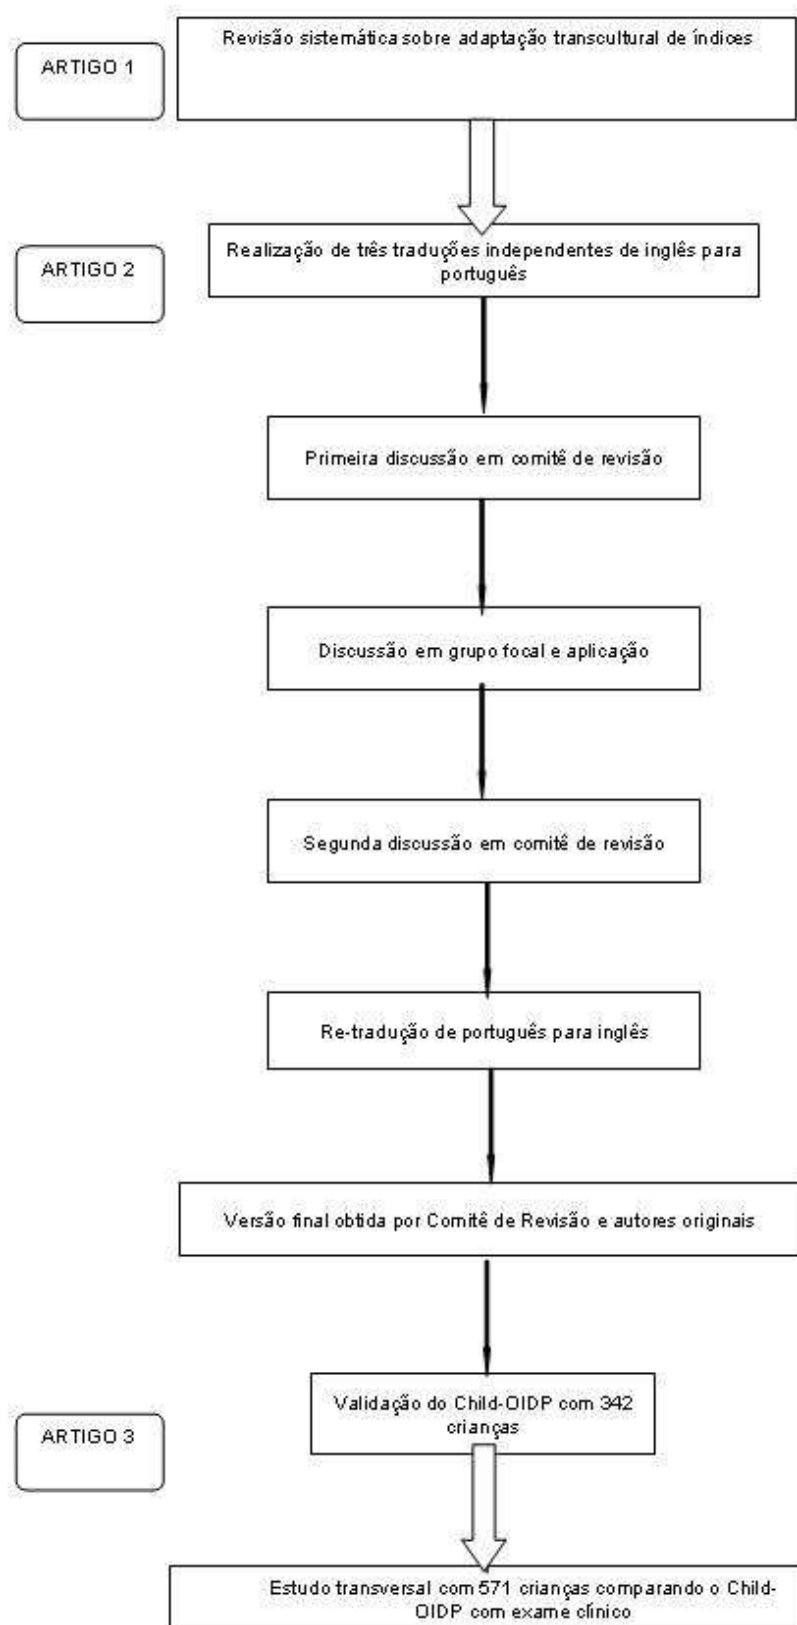 ARTIGO 1
Revisão sistemática sobre adaptação transcultural de índices
ARTIGO 2
Realização de três traduções independentes de inglês para
português
Primeira discussão em comitê de revisão
Discussão em grupo focal e aplicação
Segunda discussão em comitê de revisão
Re-tradução de português para inglês
Versão final obtida por Comitê de Revisão e autores originais
Validação do Child-OIDP com 342
crianças
ARTIGO 3
Estudo transversal com 571 crianças comparando o Child-
OIDP com exame clínico